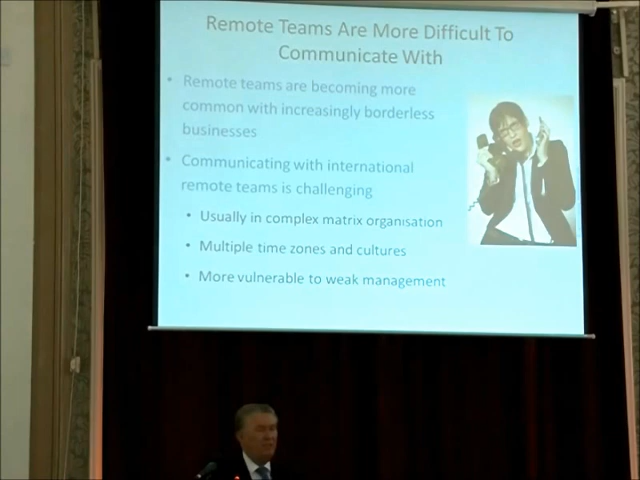 Remote Teams Are More Difficult To
Communicate With
• Remote teams are becoming more
common with increasingly borderless
businesses
• Communicating with international
remote teams is challenging
• Usually in complex matrix organisation
• Multiple time zones and cultures
• More vulnerable to weak management